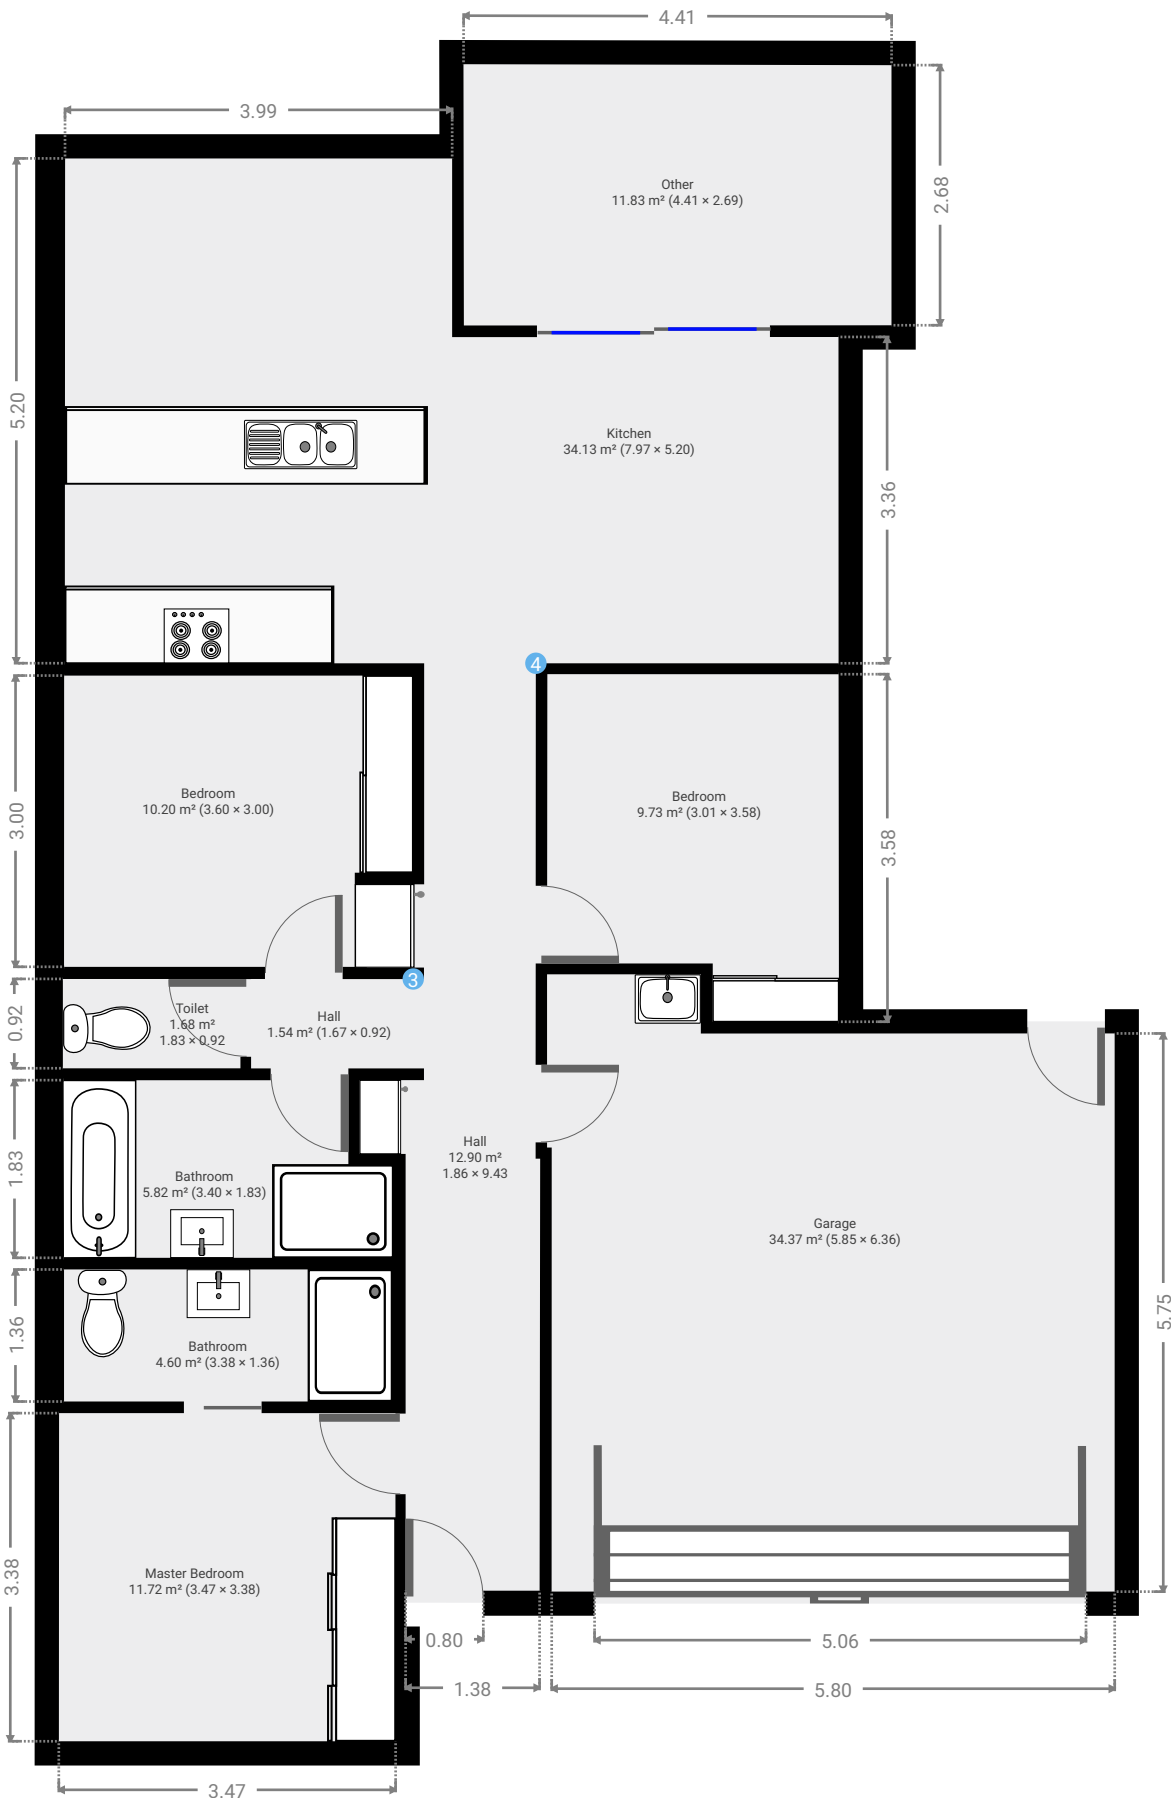 4.41
3.99
Other
11.83 m² (4.41 × 2.69)
2.68
5.20
Kitchen
34.13 m² (7.97 × 5.20)
3.36
4
Bedroom
10.20 m² (3.60 × 3.00)
Bedroom
9.73 m² (3.01 × 3.58)
3.00
3.58
3
Toilet
1.68 m²
1.83 × 0.92
Hall
1.54 m² (1.67 × 0.92)
0.92
Hall
12.90 m²
1.86 × 9.43
Bathroom
5.82 m² (3.40 × 1.83)
1.83
Garage
34.37 m² (5.85 × 6.36)
5.75
Bathroom
4.60 m² (3.38 × 1.36)
1.36
Master Bedroom
11.72 m² (3.47 × 3.38)
3.38
0.80
5.06
1.38
5.80
3.47